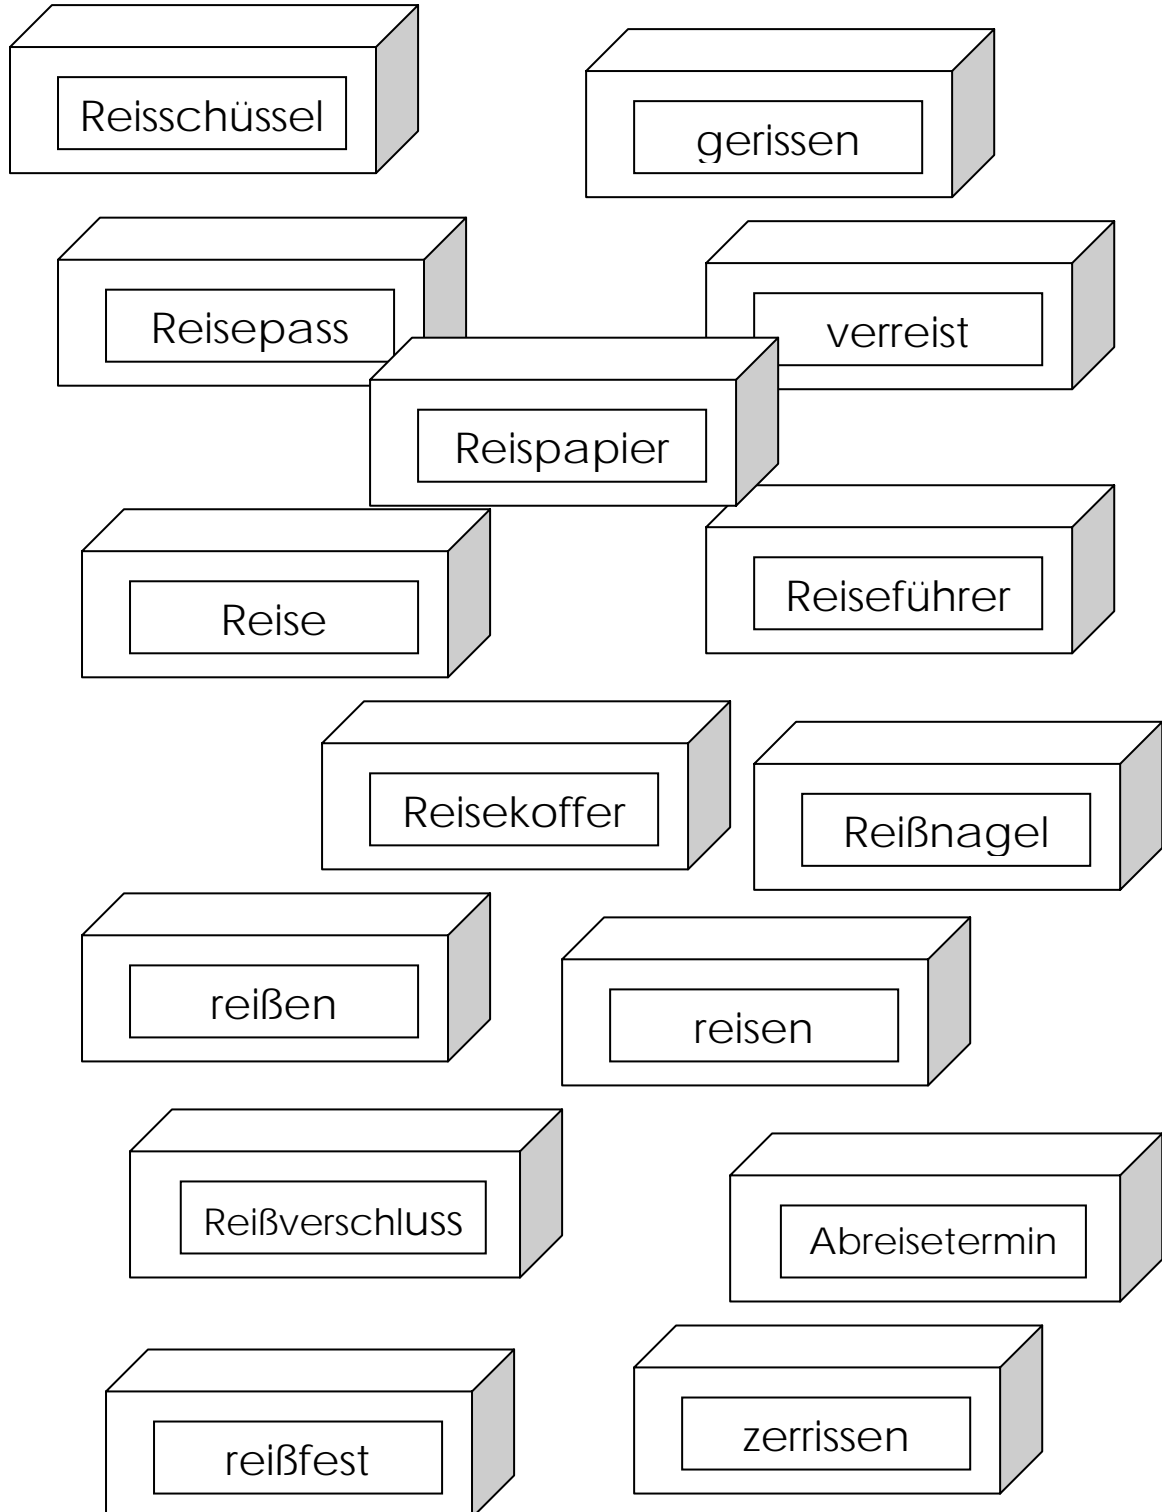 Reisschüssel
gerissen
Reisepass
verreist
Reispapier
Reise
Reiseführer
Reisekoffer
Reißnagel
reißen
reisen
Reißverschluss
Abreisetermin
reißfest
zerrissen